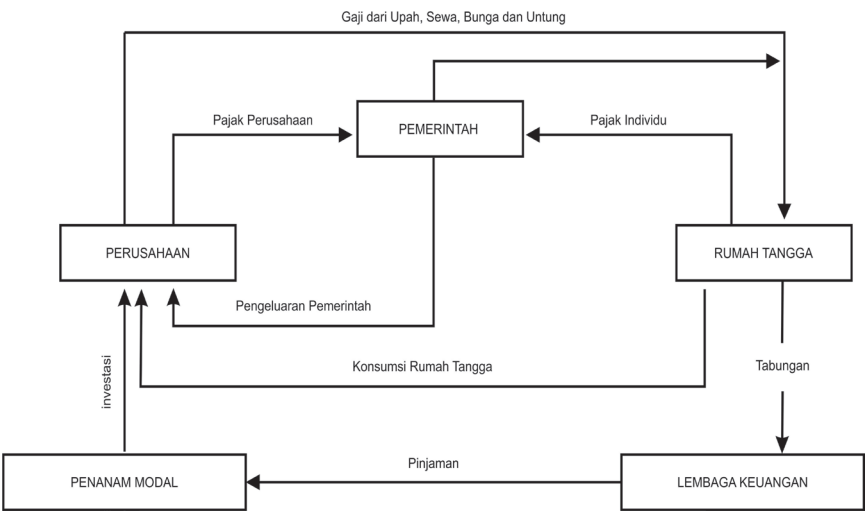 Gaji dari Upah, Sewa, Bunga dan Untung
Pajak Perusahaan
PEMERINTAH
Pajak Individu
PERUSAHAAN
RUMAH TANGGA
Pengeluaran Pemerintah
Konsumsi Rumah Tangga
Tabungan
investasi
Pinjaman
PENANAM MODAL
LEMBAGA KEUANGAN